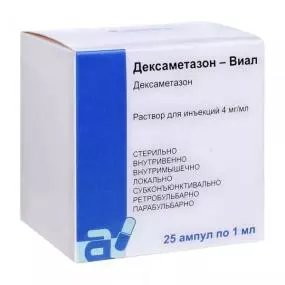 Дексаметазон – Виал
Дексаметазон
Раствор для инъекций 4 мг/мл
СТЕРИЛЬНО
ВНУТРИВЕННО
ВНУТРИМЫШЕЧНО
ЛОКАЛЬНО
СУБКОНЪЮНКТИВАЛЬНО
РЕТРОБУЛЬБАРНО
ПАРАБУЛЬБАРНО
25 ампул по 1 мл